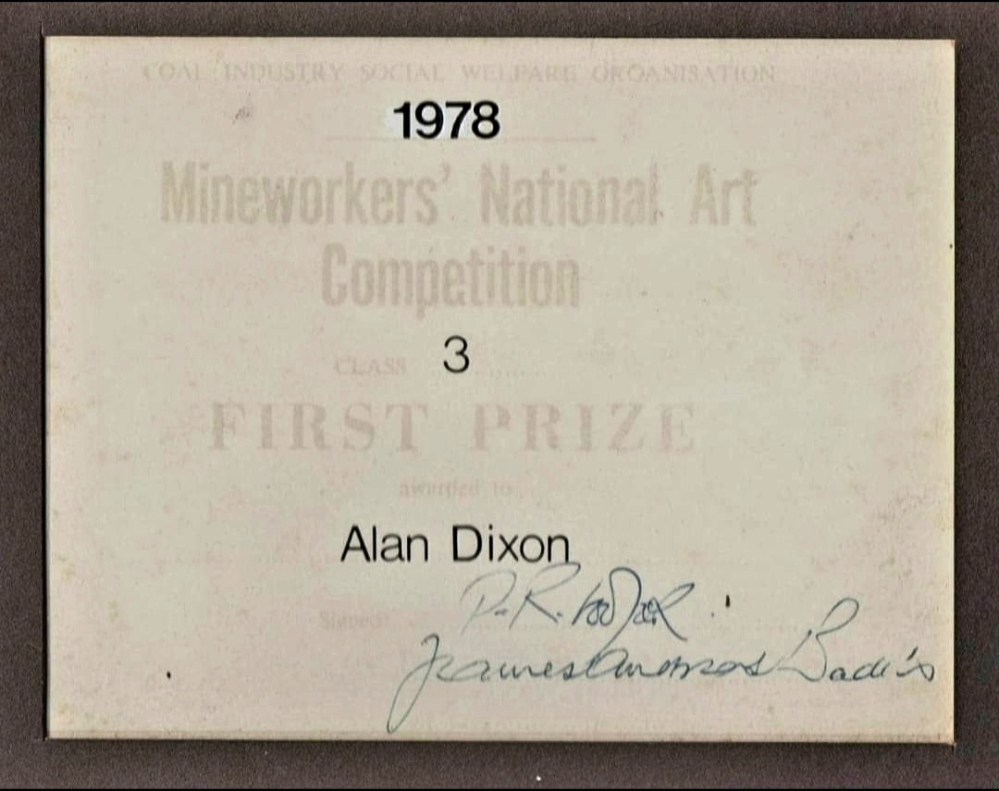 COAL INDUSTRY SOCIAL WELFARE ORGANISATION
1978
Mineworkers' National Art
Competition
CLASS 3
FIRST PRIZE
awarded to
Alan Dixon
Signed